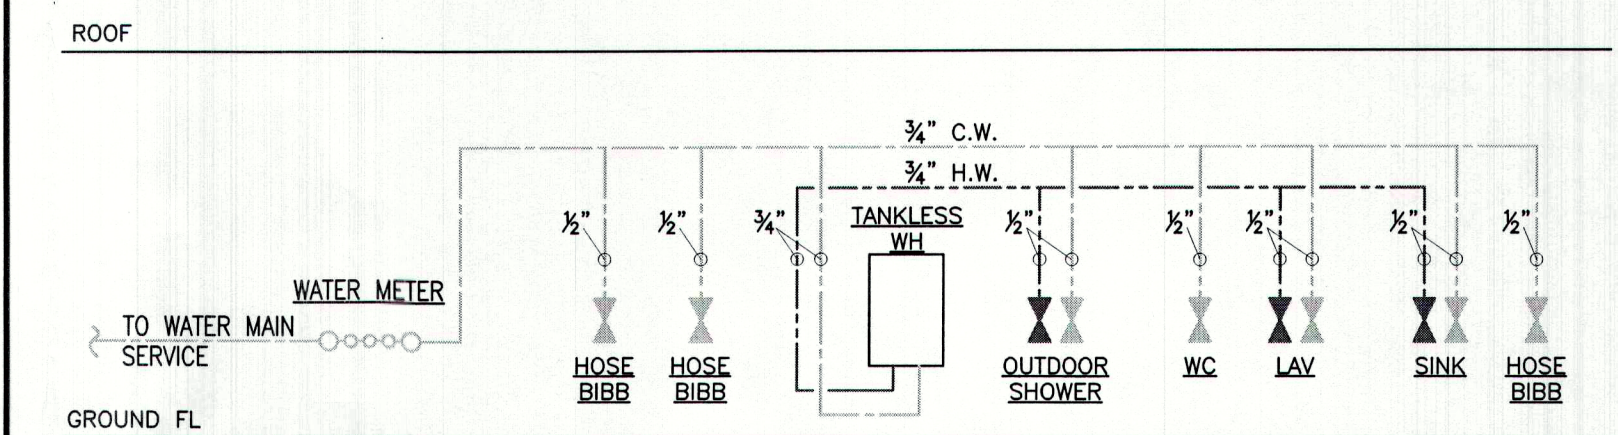 ROOF
¾" C.W.
¾" H.W.
½"
½"
¾"
TANKLESS
WH
½"
½"
½"
½"
½"
WATER METER
TO WATER MAIN
SERVICE
HOSE
BIBB
HOSE
BIBB
OUTDOOR
SHOWER
WC
LAV
SINK
HOSE
BIBB
GROUND FL